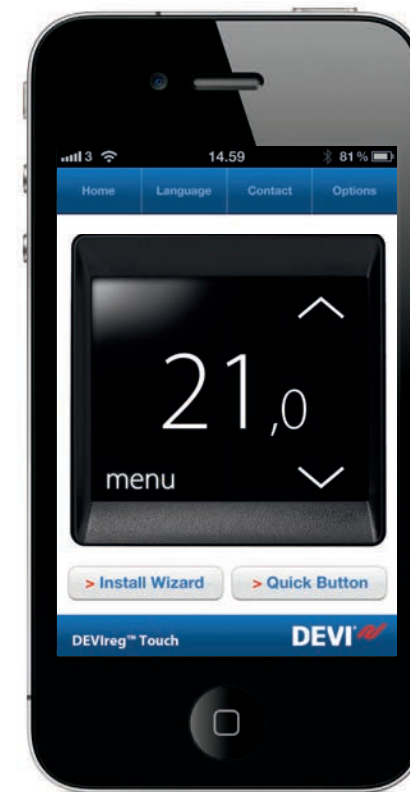 3 14.59 81%
Home Language Contact Options
21,0
menu
> Install Wizard > Quick Button
DEVIreg™ Touch DEVI